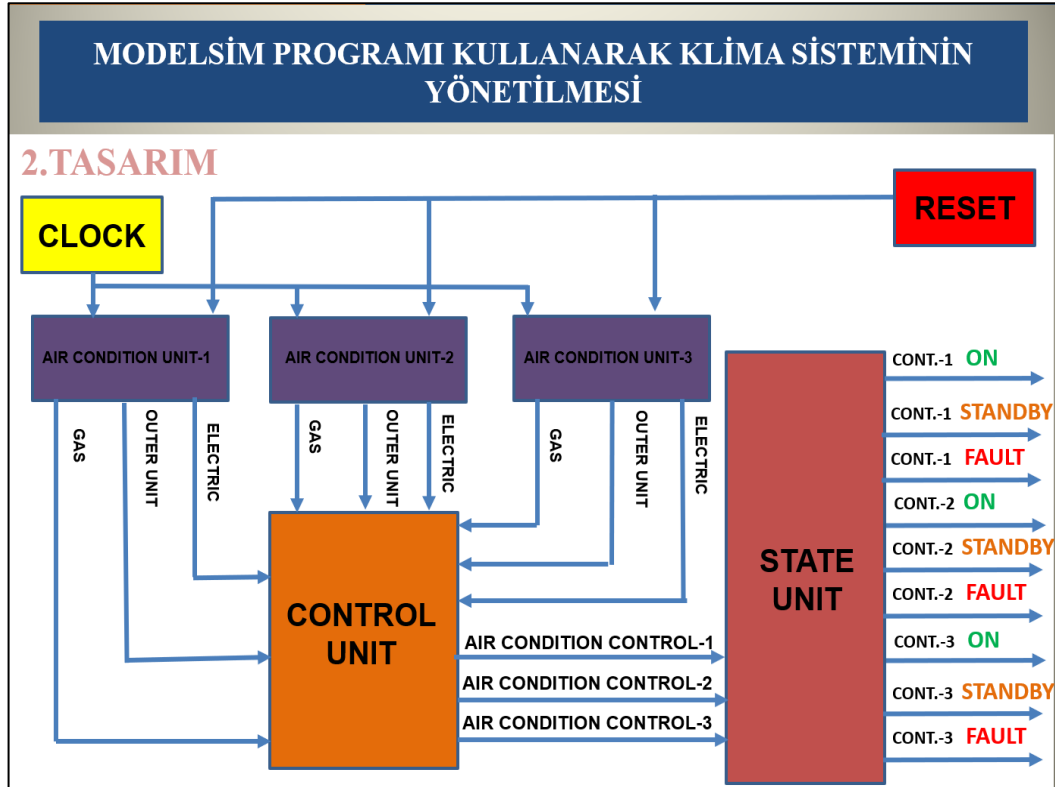 MODELSİM PROGRAMI KULLANARAK KLİMA SİSTEMİNİN
YÖNETİLMESİ
2.TASARIM
CLOCK
RESET
AIR CONDITION UNIT-1
AIR CONDITION UNIT-2
AIR CONDITION UNIT-3
GAS
OUTER UNIT
ELECTRIC
GAS
OUTER UNIT
ELECTRIC
GAS
OUTER UNIT
ELECTRIC
CONTROL
UNIT
AIR CONDITION CONTROL-1
AIR CONDITION CONTROL-2
AIR CONDITION CONTROL-3
STATE
UNIT
CONT.-1 ON
CONT.-1 STANDBY
CONT.-1 FAULT
CONT.-2 ON
CONT.-2 STANDBY
CONT.-2 FAULT
CONT.-3 ON
CONT.-3 STANDBY
CONT.-3 FAULT